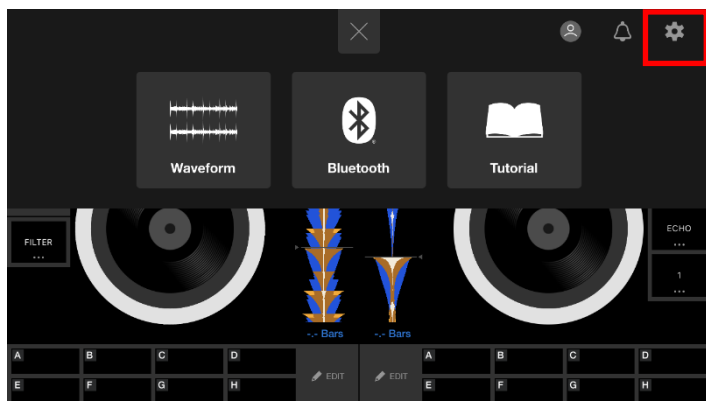 Waveform Bluetooth Tutorial
FILTER
...
ECHO
...
1
...
-.- Bars -.- Bars
A B C D A B C D
EDIT EDIT
E F G H E F G H